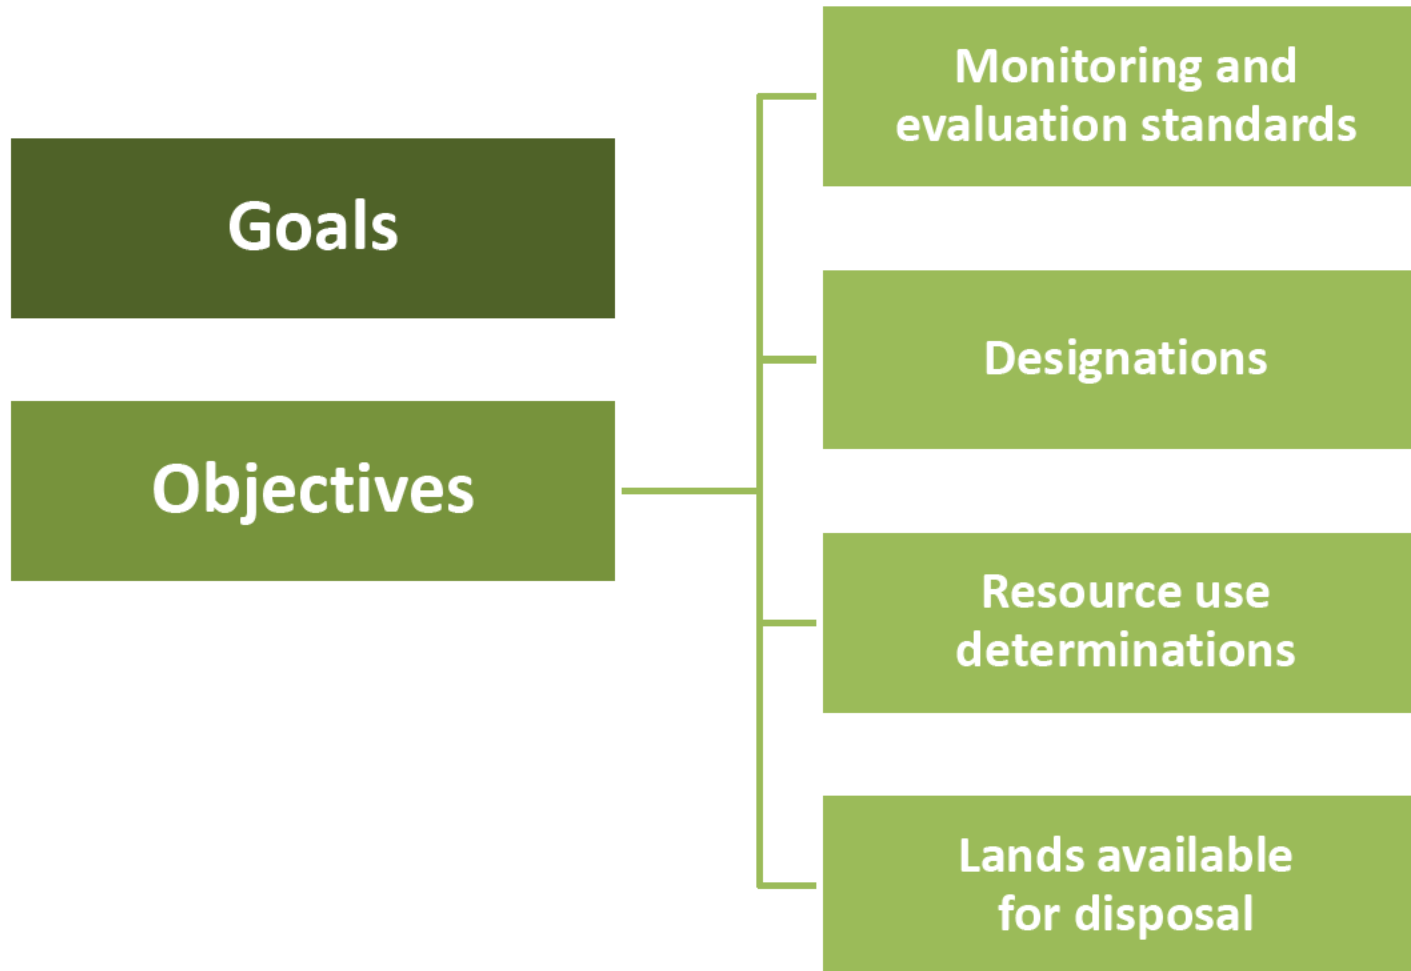 Goals
Objectives
Monitoring and
evaluation standards
Designations
Resource use
determinations
Lands available
for disposal